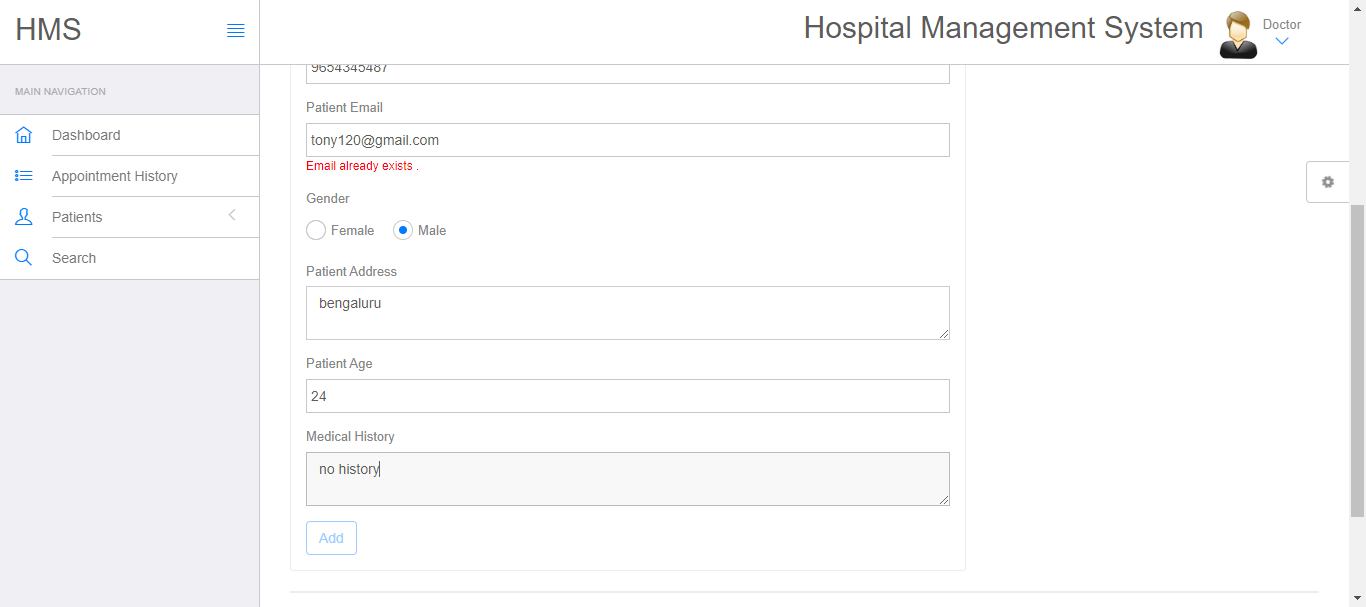 HMS
Hospital Management System
Doctor
MAIN NAVIGATION
Dashboard
Appointment History
Patients
Search
9654345487
Patient Email
tony120@gmail.com
Email already exists .
Gender
Female
Male
Patient Address
bengaluru
Patient Age
24
Medical History
no history
Add